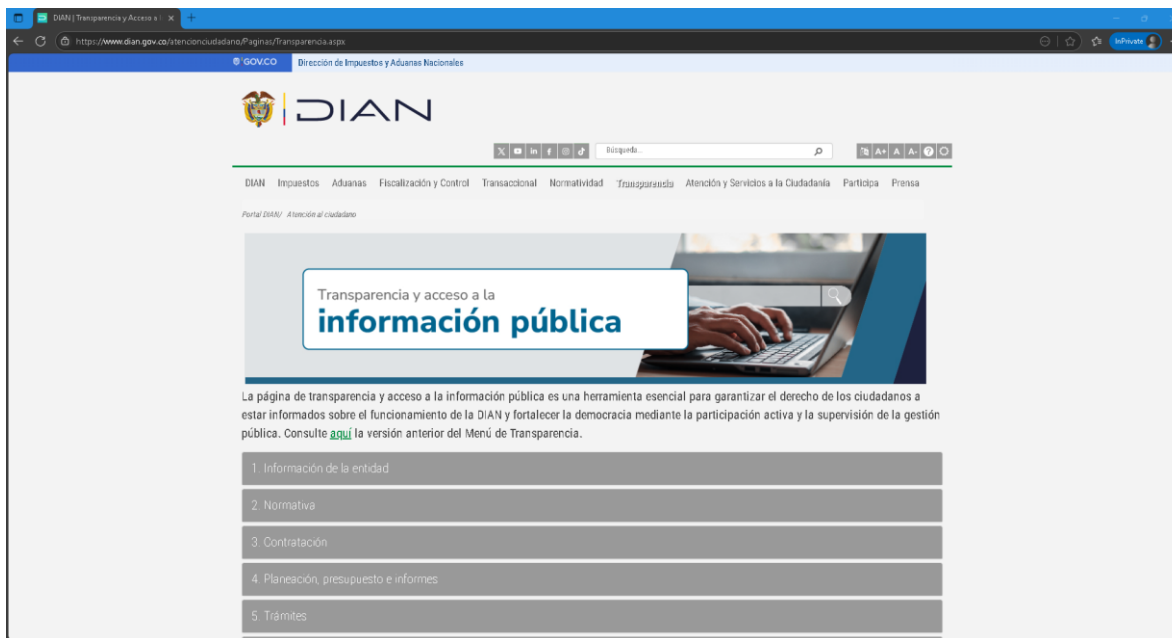 DIAN | Transparencia y Acceso a l
https://www.dian.gov.co/atencionciudadano/Paginas/Transparencia.aspx
InPrivate
GOV.CO
Dirección de Impuestos y Aduanas Nacionales
DIAN
Búsqueda...
A+ A A- ?
DIAN Impuestos Aduanas Fiscalización y Control Transaccional Normatividad Transparencia Atención y Servicios a la Ciudadanía Participa Prensa
Portal DIAN/ Atención al ciudadano
Transparencia y acceso a la
información pública
La página de transparencia y acceso a la información pública es una herramienta esencial para garantizar el derecho de los ciudadanos a
estar informados sobre el funcionamiento de la DIAN y fortalecer la democracia mediante la participación activa y la supervisión de la gestión
pública. Consulte aquí la versión anterior del Menú de Transparencia.
1. Información de la entidad
2. Normativa
3. Contratación
4. Planeación, presupuesto e informes
5. Trámites